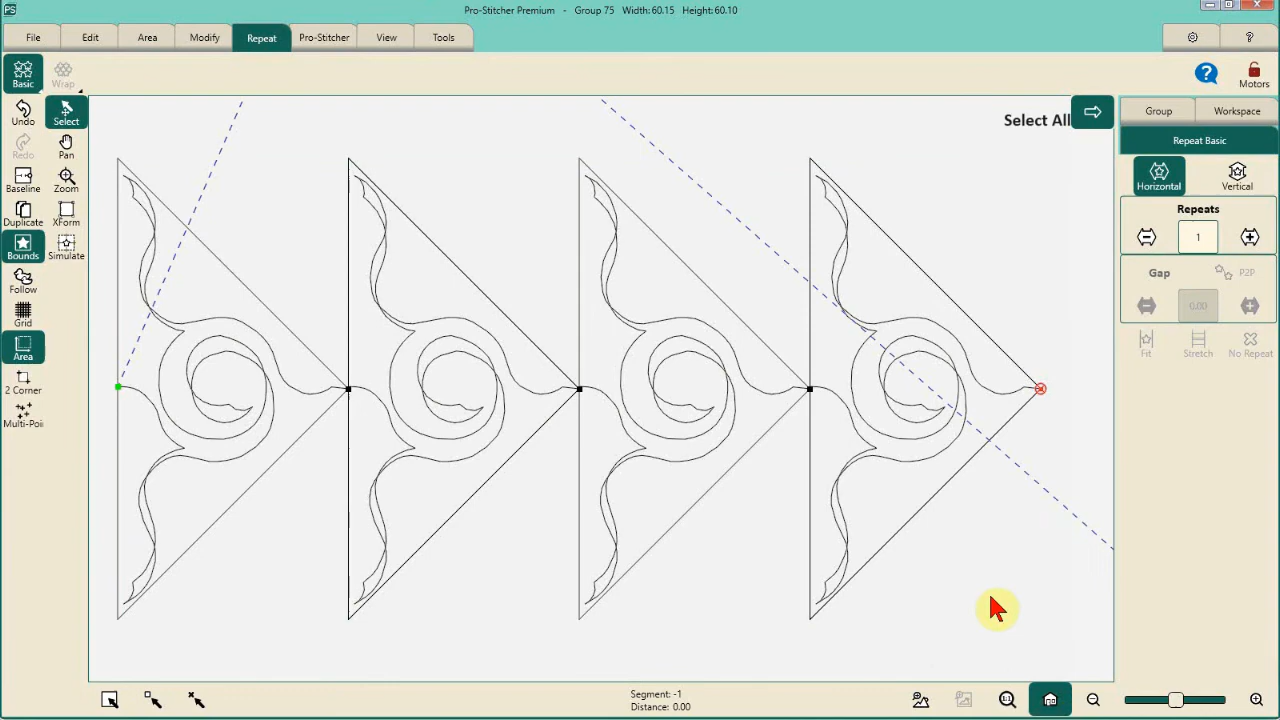 PS
Pro-Stitcher Premium - Group 75 Width:60.15 Height:60.10
File Edit Area Modify Repeat Pro-Stitcher View Tools ?
Basic Wrap ? Motors
Undo Select
Redo Pan
Baseline Zoom
Duplicate XForm
Bounds Simulate
Follow
Grid
Area
2 Corner
Multi-Poi
Select All
Group Workspace
Repeat Basic
Horizontal Vertical
Repeats
1
Gap P2P
0.00
Fit Stretch No Repeat
Segment: -1
Distance: 0.00
1:1